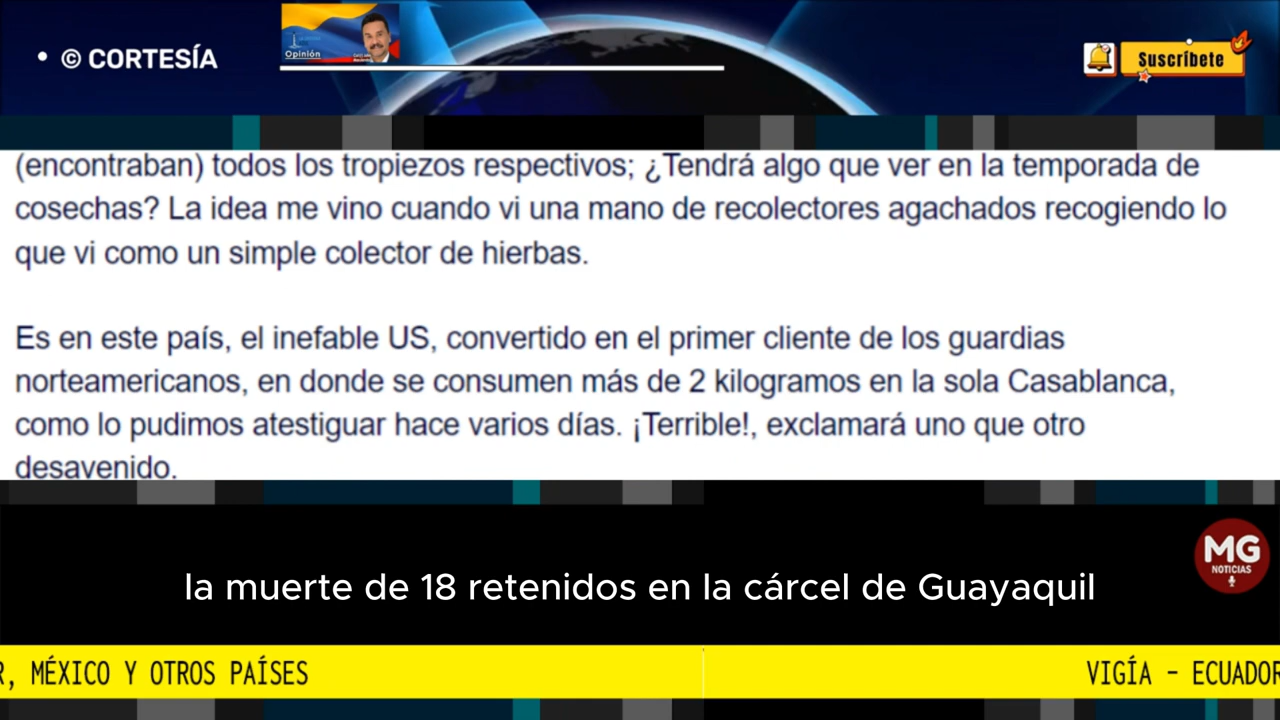 • © CORTESÍA
Opinión
Suscríbete
(encontraban) todos los tropiezos respectivos; ¿Tendrá algo que ver en la temporada de
cosechas? La idea me vino cuando vi una mano de recolectores agachados recogiendo lo
que vi como un simple colector de hierbas.
Es en este país, el inefable US, convertido en el primer cliente de los guardias
norteamericanos, en donde se consumen más de 2 kilogramos en la sola Casablanca,
como lo pudimos atestiguar hace varios días. ¡Terrible!, exclamará uno que otro
desavenido.
MG
NOTICIAS
la muerte de 18 retenidos en la cárcel de Guayaquil
R, MÉXICO Y OTROS PAÍSES
VIGÍA - ECUADOR